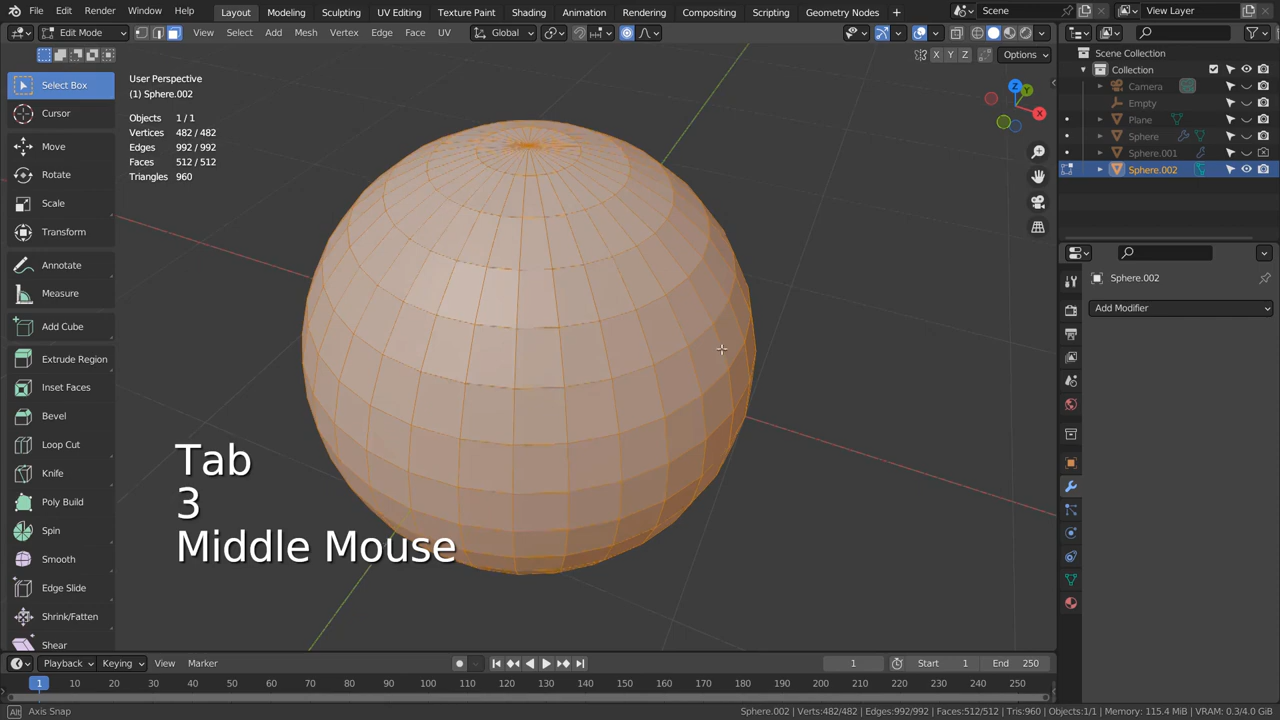 File Edit Render Window Help Layout Modeling Sculpting UV Editing Texture Paint Shading Animation Rendering Compositing Scripting Geometry Nodes + Scene View Layer
Edit Mode View Select Add Mesh Vertex Edge Face UV Global
X Y Z Options
Select Box
Cursor
Move
Rotate
Scale
Transform
Annotate
Measure
Add Cube
Extrude Region
Inset Faces
Bevel
Loop Cut
Knife
Poly Build
Spin
Smooth
Edge Slide
Shrink/Fatten
Shear
User Perspective
(1) Sphere.002
Objects 1 / 1
Vertices 482 / 482
Edges 992 / 992
Faces 512 / 512
Triangles 960
Z
Y
X
Tab
3
Middle Mouse
Scene Collection
Collection
Camera
Empty
Plane
Sphere
Sphere.001
Sphere.002
Sphere.002
Add Modifier
Playback Keying View Marker 1 Start 1 End 250
1 10 20 30 40 50 60 70 80 90 100 110 120 130 140 150 160 170 180 190 200 210 220 230 240 250
Alt Axis Snap Sphere.002 | Verts:482/482 | Edges:992/992 | Faces:512/512 | Tris:960 | Objects:1/1 | Memory: 115.4 MiB | VRAM: 0.3/4.0 GiB